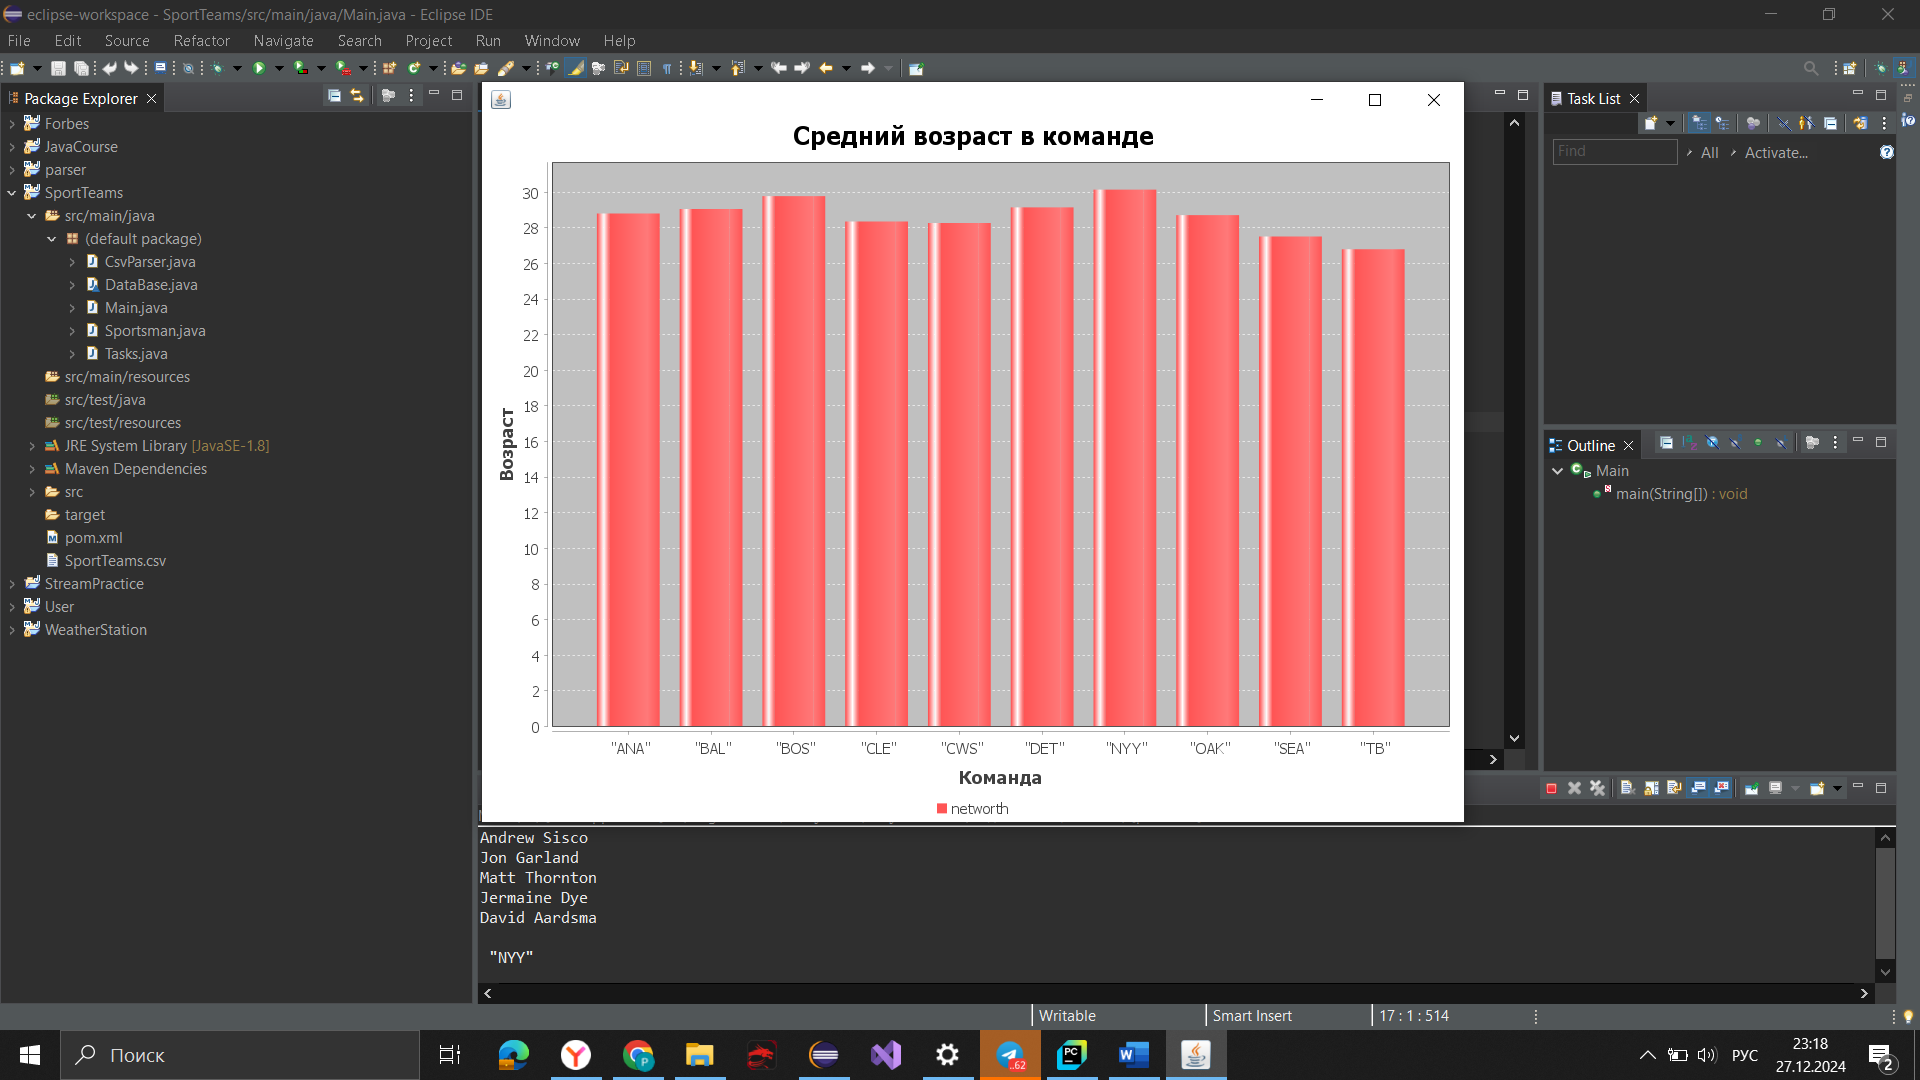 eclipse-workspace - SportTeams/src/main/java/Main.java - Eclipse IDE
File Edit Source Refactor Navigate Search Project Run Window Help
Package Explorer
Forbes
JavaCourse
parser
SportTeams
src/main/java
(default package)
CsvParser.java
DataBase.java
Main.java
Sportsman.java
Tasks.java
src/main/resources
src/test/java
src/test/resources
JRE System Library [JavaSE-1.8]
Maven Dependencies
src
target
pom.xml
SportTeams.csv
StreamPractice
User
WeatherStation
Средний возраст в команде
Возраст
30
28
26
24
22
20
18
16
14
12
10
8
6
4
2
0
"ANA" "BAL" "BOS" "CLE" "CWS" "DET" "NYY" "OAK" "SEA" "TB"
Команда
networth
Task List
Find All Activate...
Outline
Main
main(String[]) : void
Andrew Sisco
Jon Garland
Matt Thornton
Jermaine Dye
David Aardsma
"NYY"
Writable Smart Insert 17 : 1 : 514
Поиск
PC
62
РУС
23:18
27.12.2024
2